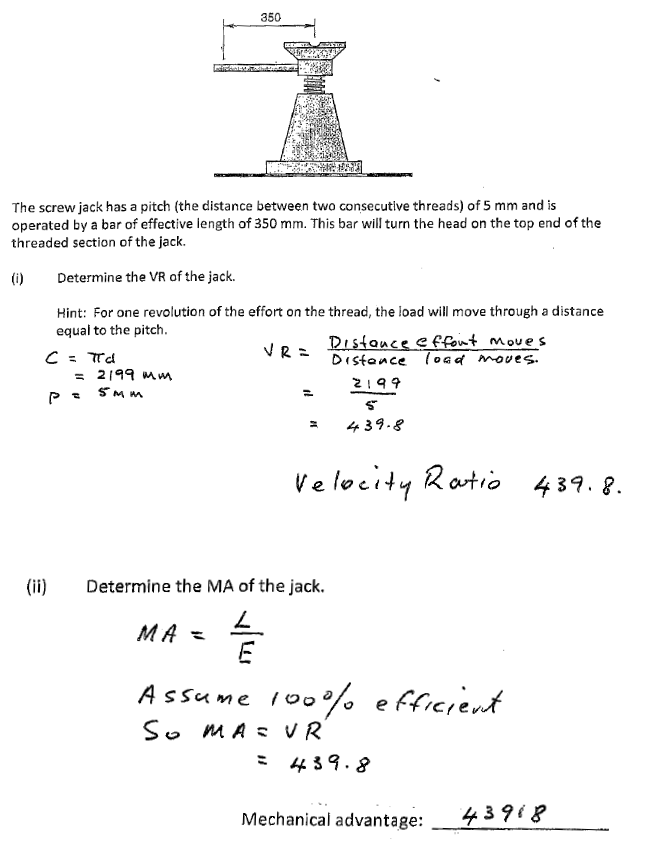 350
The screw jack has a pitch (the distance between two consecutive threads) of 5 mm and is
operated by a bar of effective length of 350 mm. This bar will turn the head on the top end of the
threaded section of the jack.
(i) Determine the VR of the jack.
Hint: For one revolution of the effort on the thread, the load will move through a distance
equal to the pitch.
C = πd
= 2199 mm
P = 5mm
VR = Distance effort moves
Distance load moves.
= 2199
5
= 439.8
Velocity Ratio 439.8.
(ii) Determine the MA of the jack.
MA = L
E
Assume 100% efficient
So MA = VR
= 439.8
Mechanical advantage: 439.8